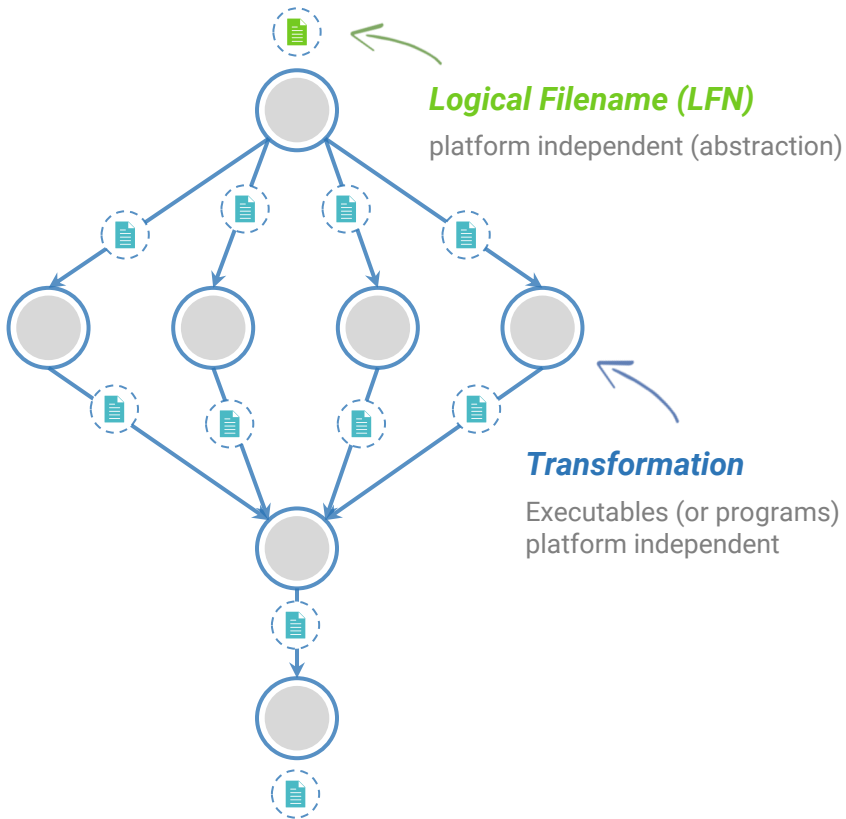 Logical Filename (LFN)
platform independent (abstraction)
Transformation
Executables (or programs)
platform independent